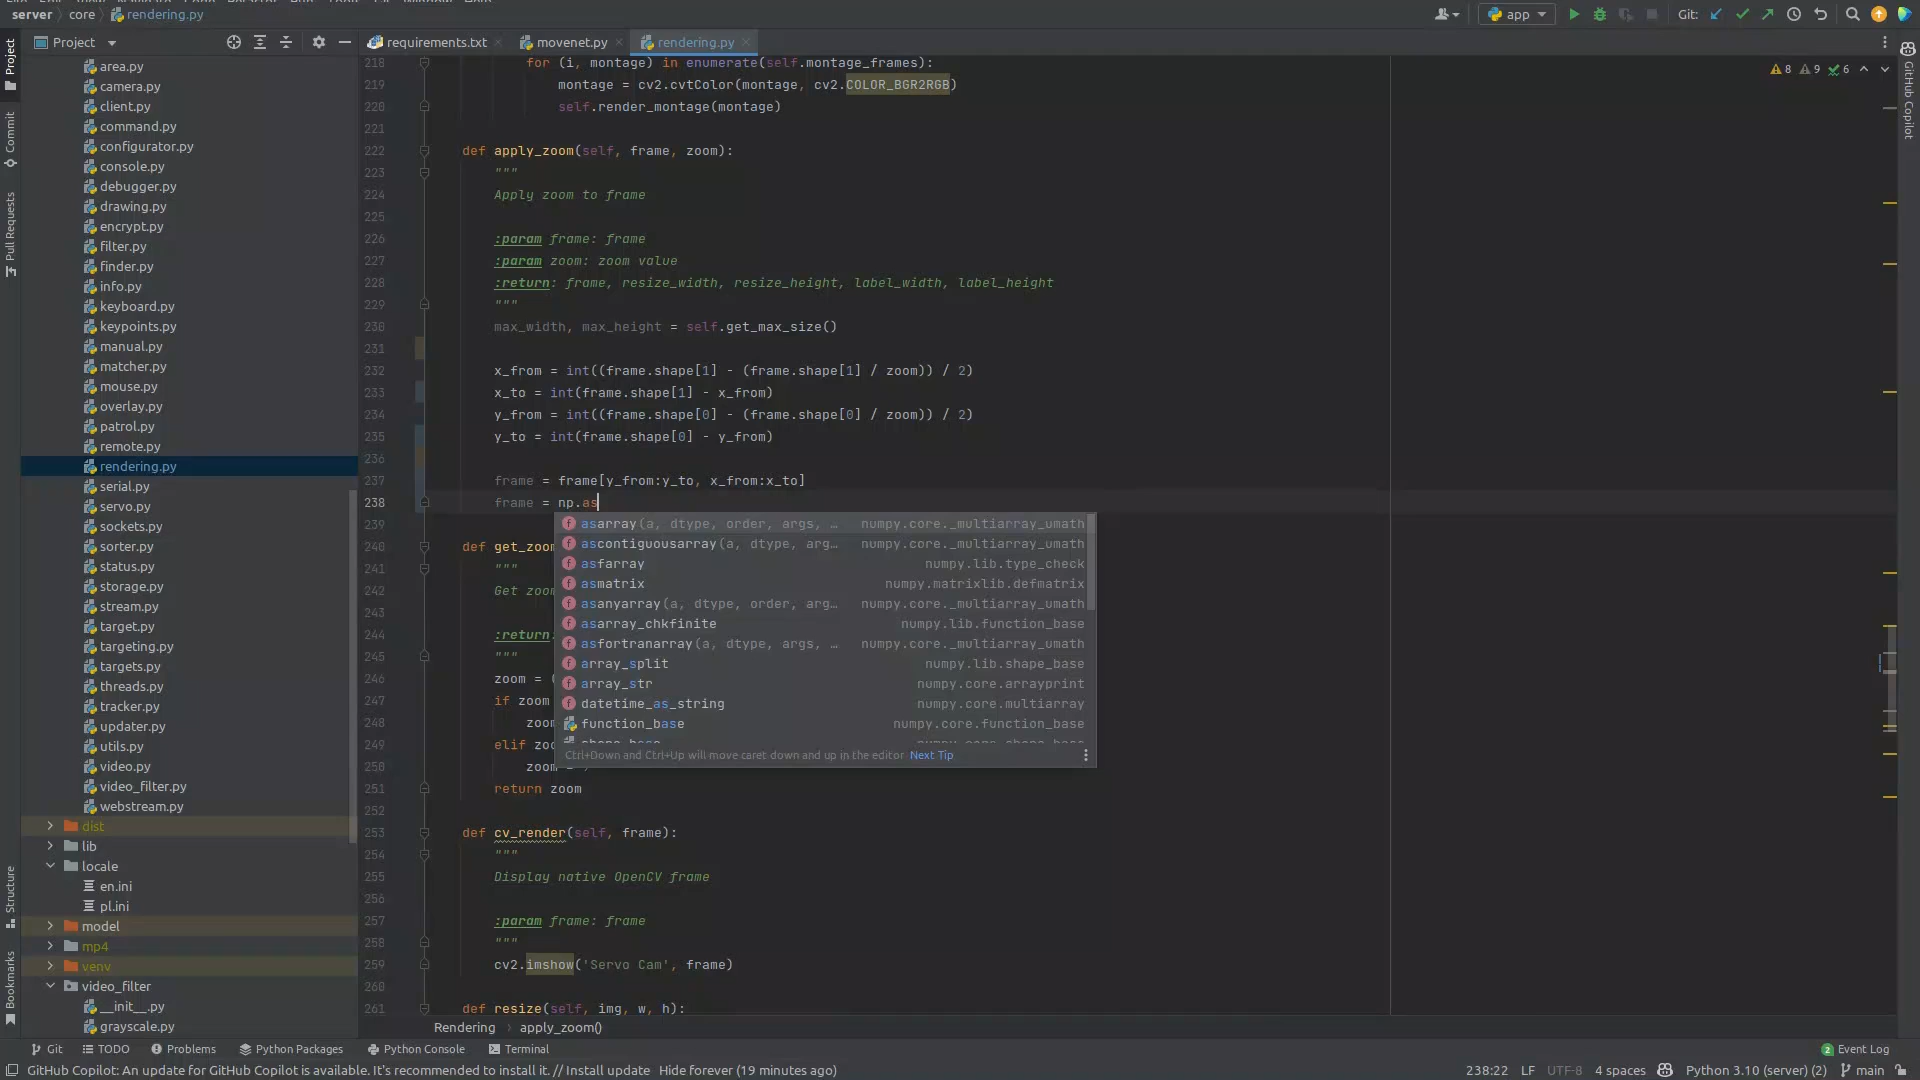 server > core > rendering.py
app
Git:
Project
requirements.txt
movenet.py
rendering.py
Project
Commit
Pull Requests
Structure
Bookmarks
GitHub Copilot
area.py
camera.py
client.py
command.py
configurator.py
console.py
debugger.py
drawing.py
encrypt.py
filter.py
finder.py
info.py
keyboard.py
keypoints.py
manual.py
matcher.py
mouse.py
overlay.py
patrol.py
remote.py
rendering.py
serial.py
servo.py
sockets.py
sorter.py
status.py
storage.py
stream.py
target.py
targeting.py
targets.py
threads.py
tracker.py
updater.py
utils.py
video.py
video_filter.py
webstream.py
dist
lib
locale
en.ini
pl.ini
model
mp4
venv
video_filter
__init__.py
grayscale.py
8 9 6
218 for (i, montage) in enumerate(self.montage_frames):
219 montage = cv2.cvtColor(montage, cv2.COLOR_BGR2RGB)
220 self.render_montage(montage)
221
222 def apply_zoom(self, frame, zoom):
223 """
224 Apply zoom to frame
225
226 :param frame: frame
227 :param zoom: zoom value
228 :return: frame, resize_width, resize_height, label_width, label_height
229 """
230 max_width, max_height = self.get_max_size()
231
232 x_from = int((frame.shape[1] - (frame.shape[1] / zoom)) / 2)
233 x_to = int(frame.shape[1] - x_from)
234 y_from = int((frame.shape[0] - (frame.shape[0] / zoom)) / 2)
235 y_to = int(frame.shape[0] - y_from)
236
237 frame = frame[y_from:y_to, x_from:x_to]
238 frame = np.as
239
240 def get_zoom
241 """
242 Get zoo
243
244 :return:
245 """
246 zoom = (
247 if zoom
248 zoo
249 elif zoo
250 zoom =
251 return zoom
252
253 def cv_render(self, frame):
254 """
255 Display native OpenCV frame
256
257 :param frame: frame
258 """
259 cv2.imshow('Servo Cam', frame)
260
261 def resize(self, img, w, h):
asarray(a, dtype, order, args, … numpy.core._multiarray_umath
ascontiguousarray(a, dtype, arg… numpy.core._multiarray_umath
asfarray numpy.lib.type_check
asmatrix numpy.matrixlib.defmatrix
asanyarray(a, dtype, order, arg… numpy.core._multiarray_umath
asarray_chkfinite numpy.lib.function_base
asfortranarray(a, dtype, args, … numpy.core._multiarray_umath
array_split numpy.lib.shape_base
array_str numpy.core.arrayprint
datetime_as_string numpy.core.multiarray
function_base numpy.core.function_base
Ctrl+Down and Ctrl+Up will move caret down and up in the editor Next Tip
Rendering > apply_zoom()
Git TODO Problems Python Packages Python Console Terminal
2 Event Log
GitHub Copilot: An update for GitHub Copilot is available. It's recommended to install it. // Install update Hide forever (19 minutes ago)
238:22 LF UTF-8 4 spaces Python 3.10 (server) (2) main